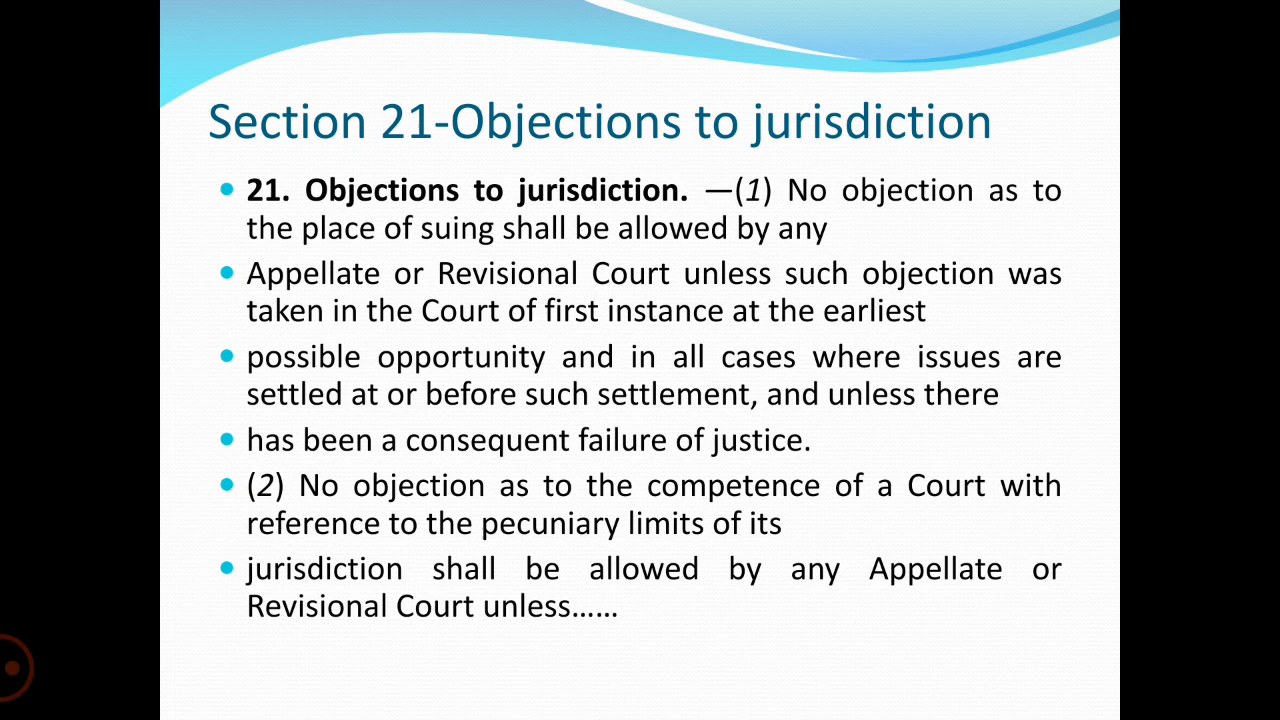 Section 21-Objections to jurisdiction
• 21. Objections to jurisdiction. —(1) No objection as to
the place of suing shall be allowed by any
• Appellate or Revisional Court unless such objection was
taken in the Court of first instance at the earliest
• possible opportunity and in all cases where issues are
settled at or before such settlement, and unless there
• has been a consequent failure of justice.
• (2) No objection as to the competence of a Court with
reference to the pecuniary limits of its
• jurisdiction shall be allowed by any Appellate or
Revisional Court unless……